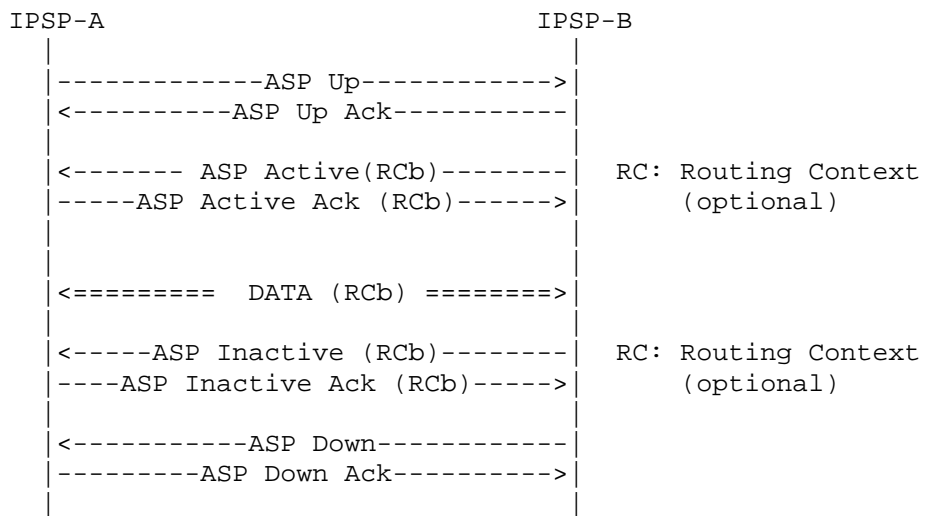 IPSP-A                               IPSP-B
  |                                    |
  |-------------ASP Up------------>|
  |<----------ASP Up Ack-----------|
  |                                    |
  |<------- ASP Active(RCb)--------|  RC: Routing Context
  |-----ASP Active Ack (RCb)------>|      (optional)
  |                                    |
  |                                    |
  |<=========  DATA (RCb) ========>|
  |                                    |
  |<-----ASP Inactive (RCb)--------|  RC: Routing Context
  |----ASP Inactive Ack (RCb)----->|      (optional)
  |                                    |
  |<-----------ASP Down------------|
  |---------ASP Down Ack---------->|
  |                                    |